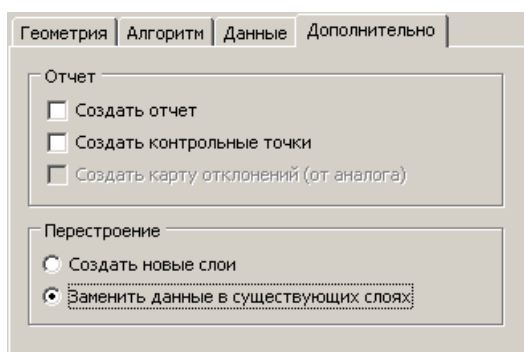 Геометрия Алгоритм Данные Дополнительно
Отчет
Создать отчет
Создать контрольные точки
Создать карту отклонений (от аналога)
Перестроение
Создать новые слои
Заменить данные в существующих слоях